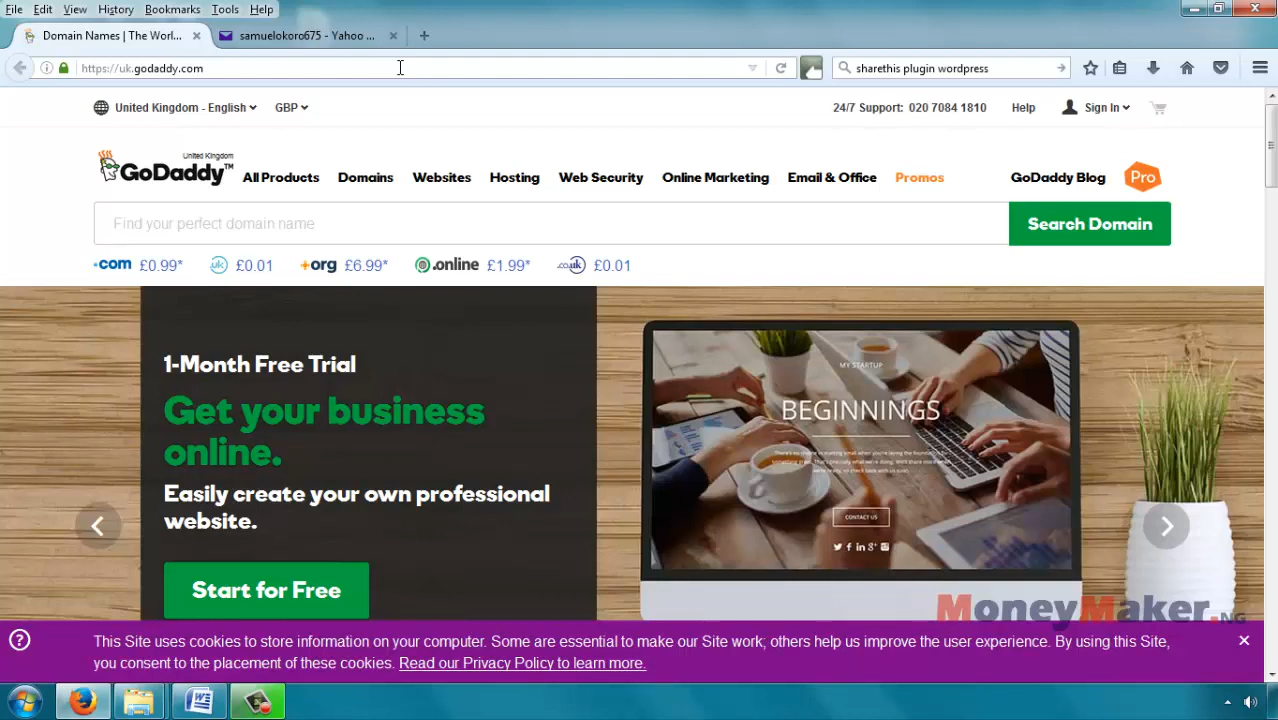 File Edit View History Bookmarks Tools Help
Domain Names | The Worl... samuelokoro675 - Yahoo ...
https://uk.godaddy.com sharethis plugin wordpress
United Kingdom - English GBP 24/7 Support: 020 7084 1810 Help Sign In
United Kingdom
GoDaddy™ All Products Domains Websites Hosting Web Security Online Marketing Email & Office Promos GoDaddy Blog Pro
Find your perfect domain name Search Domain
.com £0.99* uk £0.01 .org £6.99* .online £1.99* .co.uk £0.01
1-Month Free Trial
Get your business
online.
Easily create your own professional
website.
Start for Free
MY STARTUP
BEGINNINGS
CONTACT US
MoneyMaker.NG
This Site uses cookies to store information on your computer. Some are essential to make our Site work; others help us improve the user experience. By using this Site,
you consent to the placement of these cookies. Read our Privacy Policy to learn more.